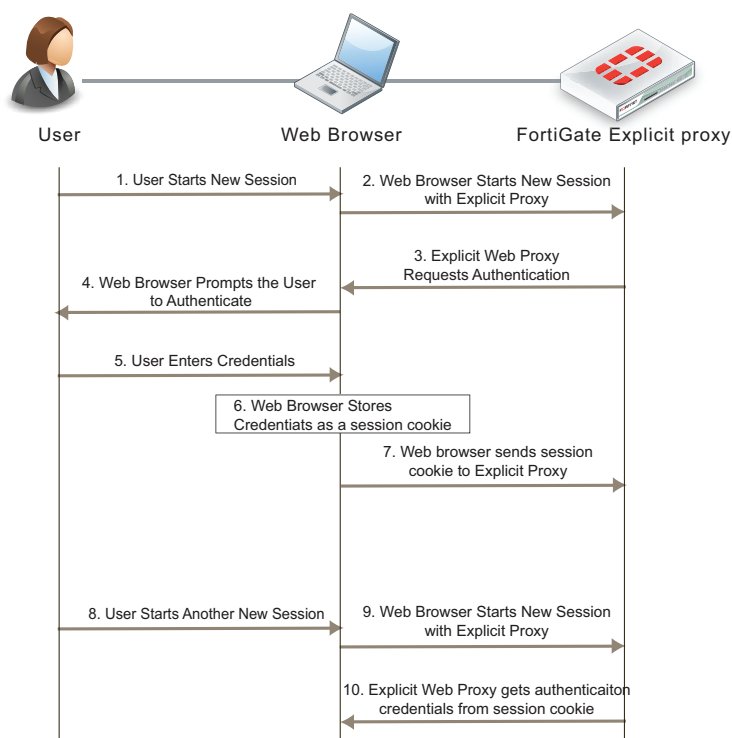 User
Web Browser
FortiGate Explicit proxy
1. User Starts New Session
2. Web Browser Starts New Session
with Explicit Proxy
3. Explicit Web Proxy
Requests Authentication
4. Web Browser Prompts the User
to Authenticate
5. User Enters Credentials
6. Web Browser Stores
Credentiats as a session cookie
7. Web browser sends session
cookie to Explicit Proxy
8. User Starts Another New Session
9. Web Browser Starts New Session
with Explicit Proxy
10. Explicit Web Proxy gets authenticaiton
credentials from session cookie